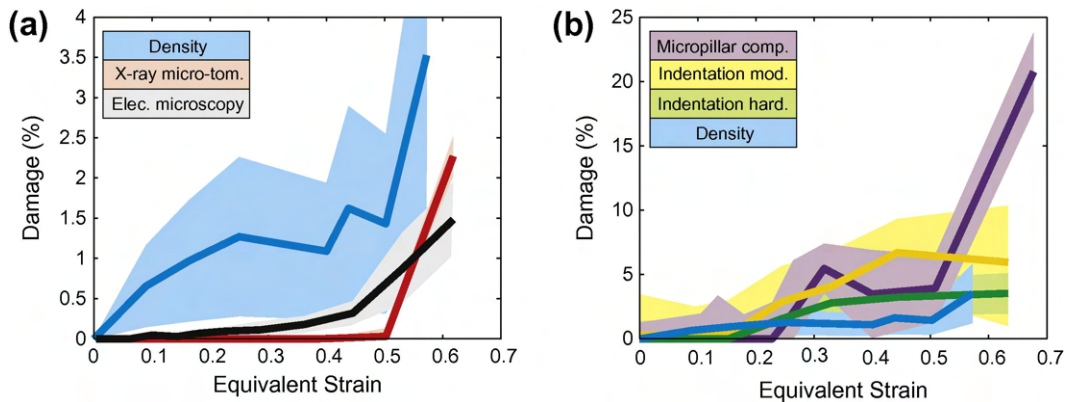 (a)
4
3.5
3
2.5
2
1.5
1
0.5
0
Damage (%)
Density
X-ray micro-tom.
Elec. microscopy
0 0.1 0.2 0.3 0.4 0.5 0.6 0.7
Equivalent Strain
(b)
25
20
15
10
5
0
Damage (%)
Micropillar comp.
Indentation mod.
Indentation hard.
Density
0 0.1 0.2 0.3 0.4 0.5 0.6 0.7
Equivalent Strain